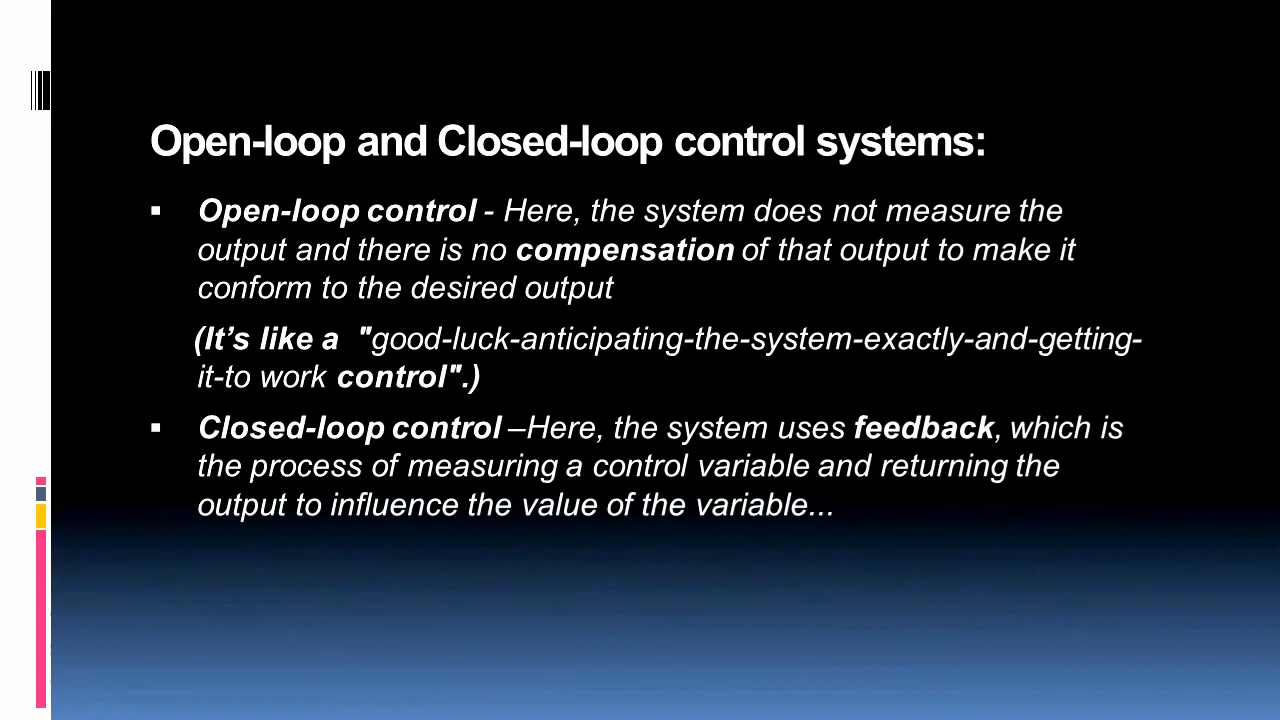 Open-loop and Closed-loop control systems:
▪ Open-loop control - Here, the system does not measure the
output and there is no compensation of that output to make it
conform to the desired output
(It’s like a "good-luck-anticipating-the-system-exactly-and-getting-
it-to work control".)
▪ Closed-loop control –Here, the system uses feedback, which is
the process of measuring a control variable and returning the
output to influence the value of the variable...